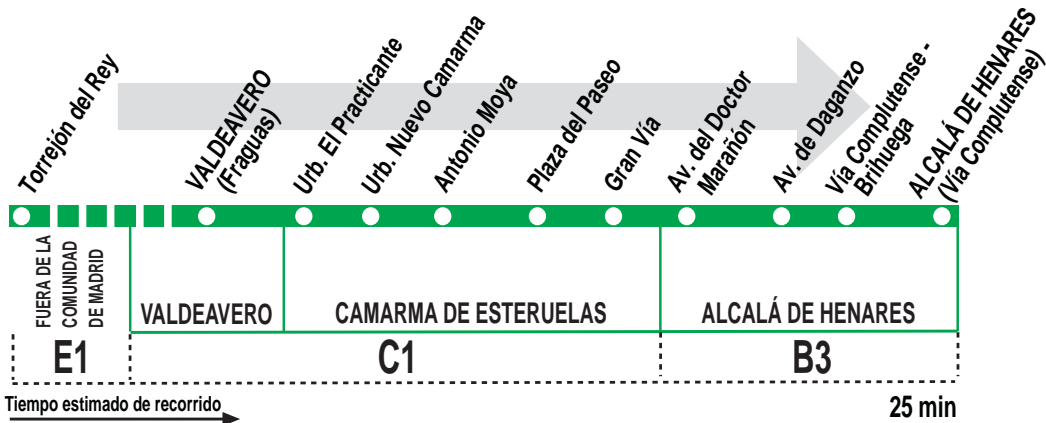 Torrejón del Rey
VALDEAVERO
(Fraguas)
Urb. El Practicante
Urb. Nuevo Camarma
Antonio Moya
Plaza del Paseo
Gran Vía
Av. del Doctor
Marañón
Av. de Daganzo
Vía Complutense -
Brihuega
ALCALÁ DE HENARES
(Vía Complutense)
FUERA DE LA
COMUNIDAD
DE MADRID
VALDEAVERO
CAMARMA DE ESTERUELAS
ALCALÁ DE HENARES
E1
C1
B3
Tiempo estimado de recorrido
25 min